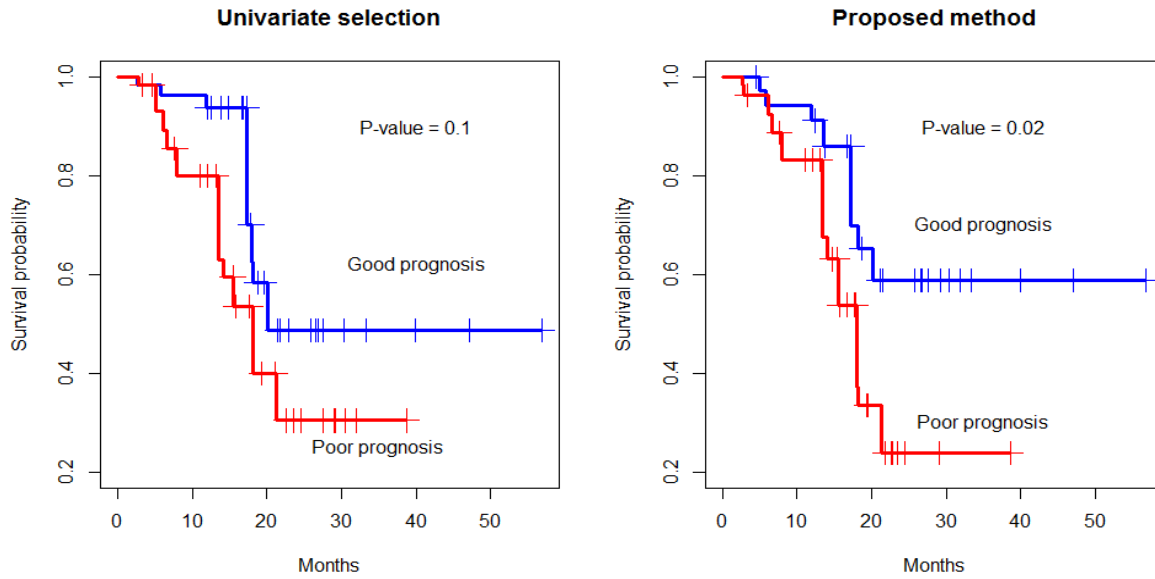 Univariate selection
Survival probability
1.0
0.8
0.6
0.4
0.2
P-value = 0.1
Good prognosis
Poor prognosis
0 10 20 30 40 50
Months
Proposed method
Survival probability
1.0
0.8
0.6
0.4
0.2
P-value = 0.02
Good prognosis
Poor prognosis
0 10 20 30 40 50
Months